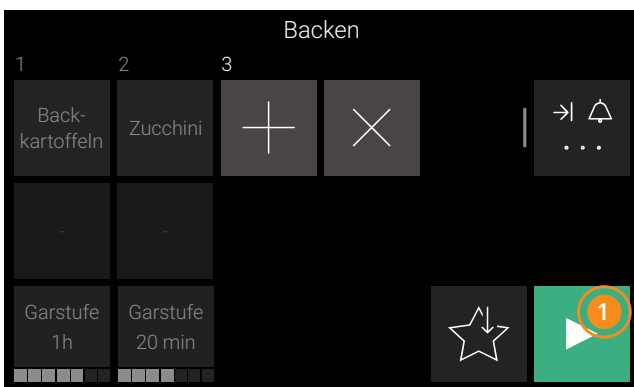 Backen
1 2 3
Back-
kartoffeln
Zucchini
...
-
-
Garstufe
1h
Garstufe
20 min
1